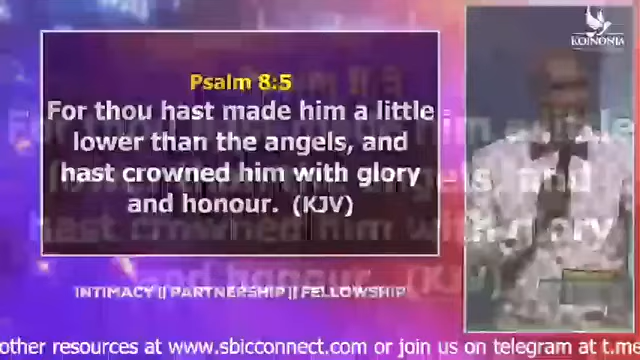 KOINONIA
Psalm 8:5
For thou hast made him a little
lower than the angels, and
hast crowned him with glory
and honour. (KJV)
INTIMACY || PARTNERSHIP || FELLOWSHIP
other resources at www.sbicconnect.com or join us on telegram at t.me